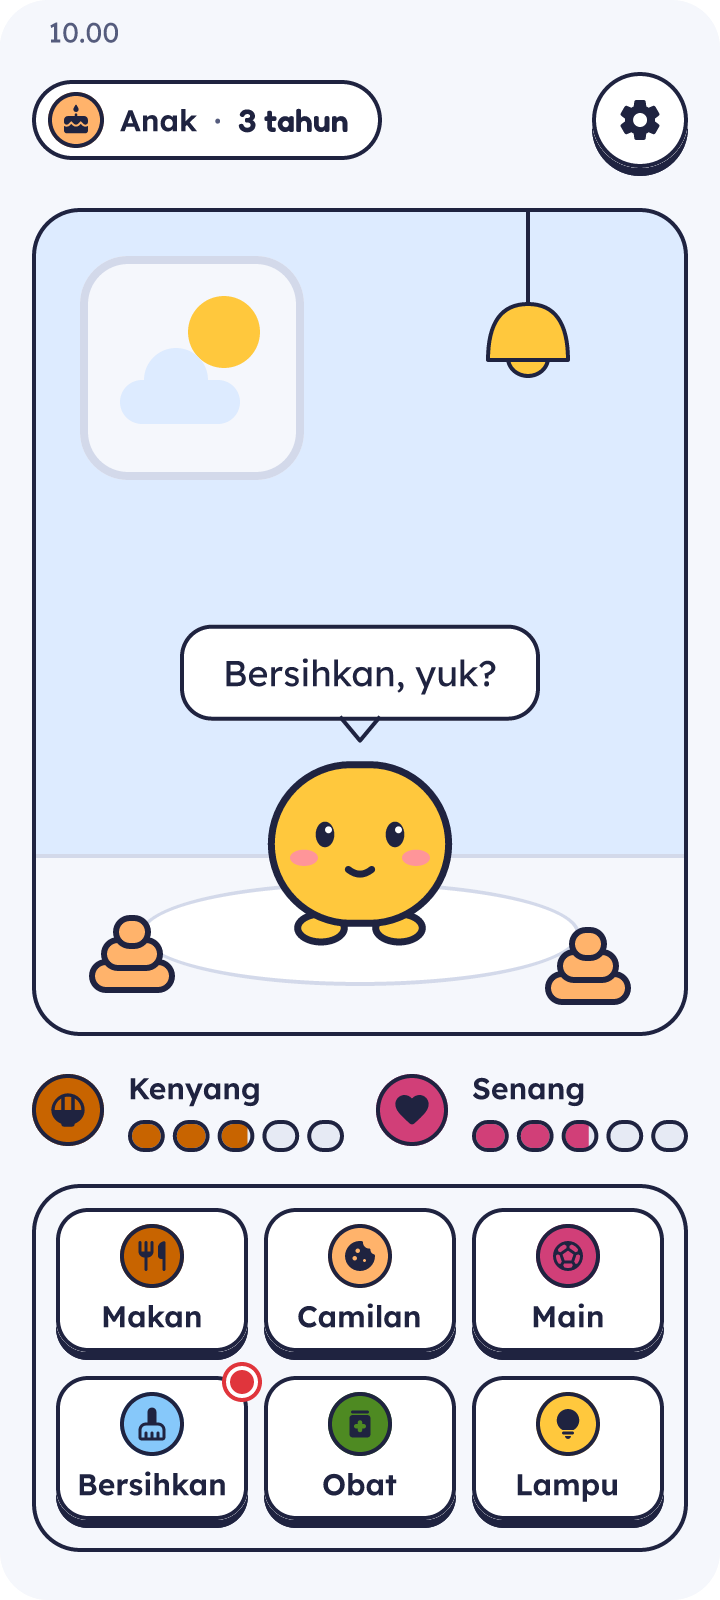 10.00
Anak · 3 tahun
Bersihkan, yuk?
Kenyang
Senang
Makan
Camilan
Main
Bersihkan
Obat
Lampu